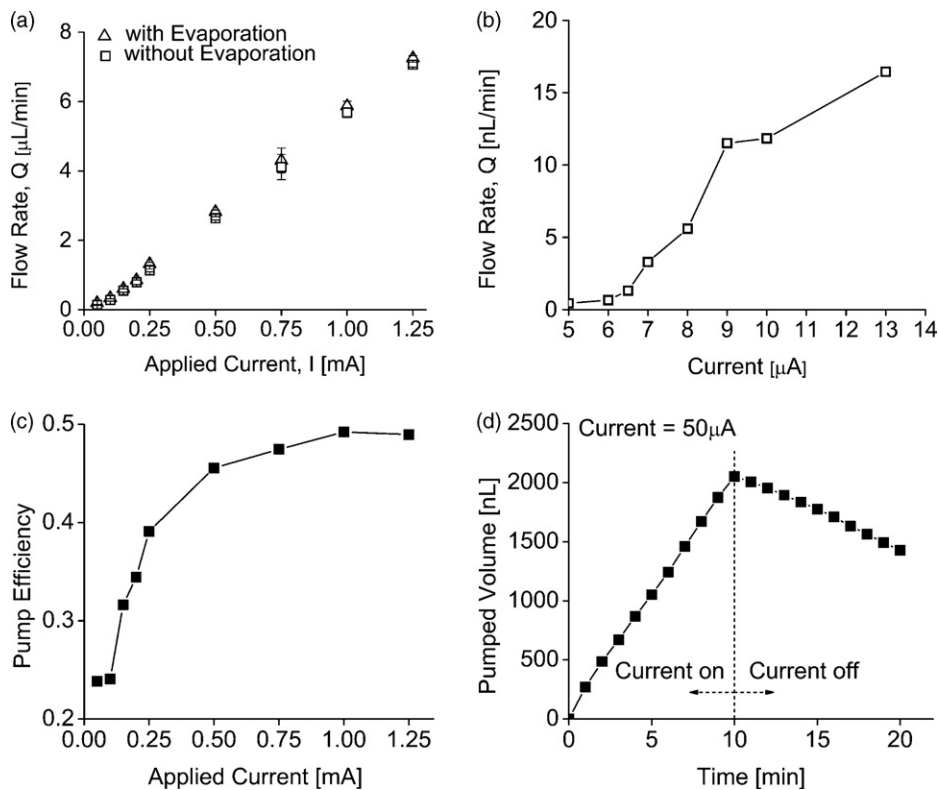 (a)
8
6
4
2
0
Flow Rate, Q [μL/min]
with Evaporation
without Evaporation
0.00 0.25 0.50 0.75 1.00 1.25
Applied Current, I [mA]
(b)
20
15
10
5
0
Flow Rate, Q [nL/min]
5 6 7 8 9 10 11 12 13 14
Current [μA]
(c)
0.5
0.4
0.3
0.2
Pump Efficiency
0.00 0.25 0.50 0.75 1.00 1.25
Applied Current [mA]
(d)
2500
2000
1500
1000
500
0
Pumped Volume [nL]
Current = 50μA
Current on
Current off
0 5 10 15 20
Time [min]